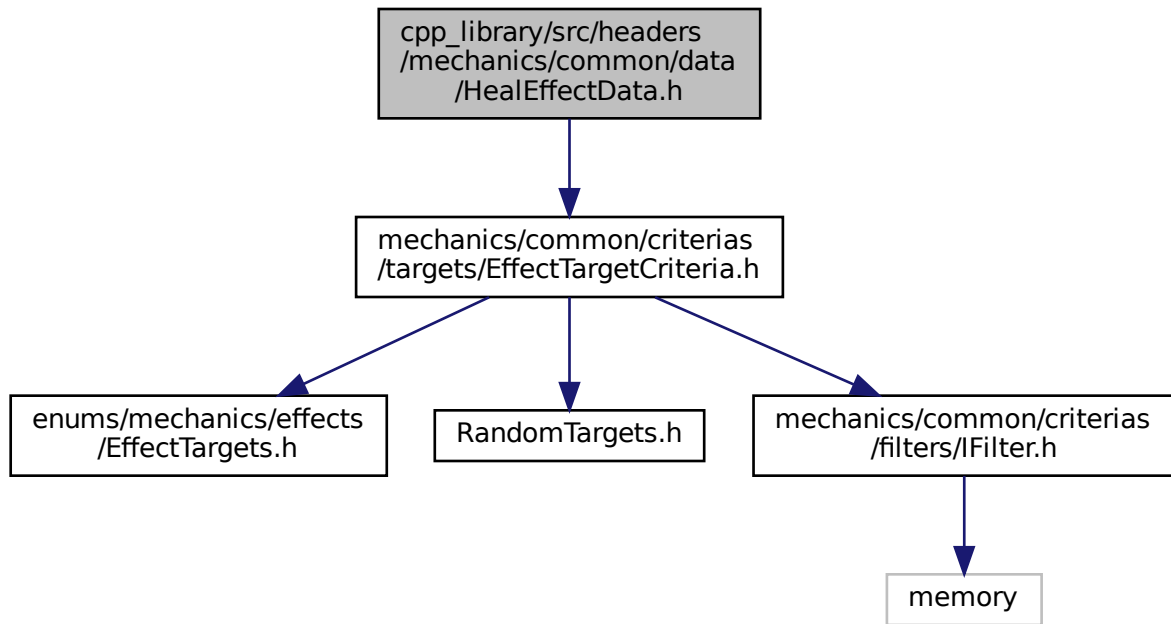 cpp_library/src/headers
/mechanics/common/data
/HealEffectData.h
mechanics/common/criterias
/targets/EffectTargetCriteria.h
enums/mechanics/effects
/EffectTargets.h
RandomTargets.h
mechanics/common/criterias
/filters/IFilter.h
memory